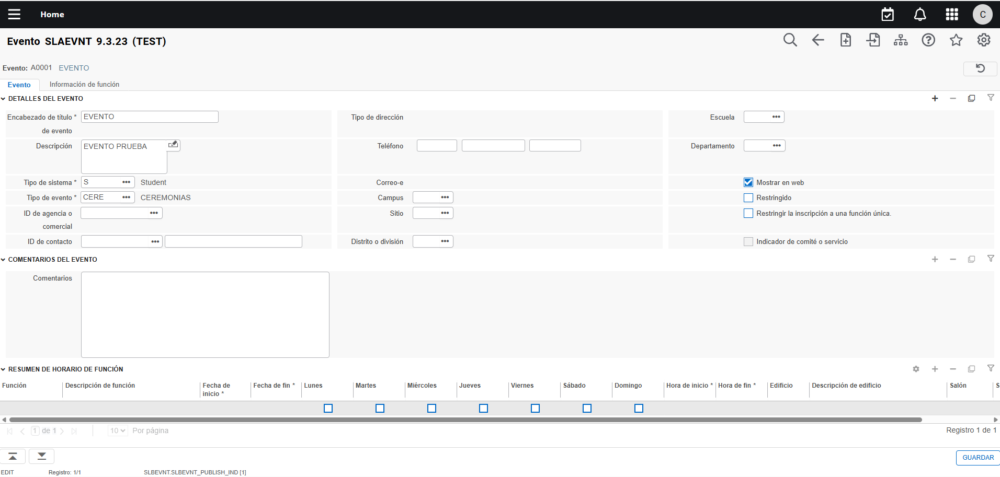 Home
C
Evento SLAEVNT 9.3.23 (TEST)
Evento: A0001 EVENTO
Evento Información de función
DETALLES DEL EVENTO
Encabezado de título * EVENTO Tipo de dirección Escuela
de evento
Descripción EVENTO PRUEBA Teléfono Departamento
Tipo de sistema * S Student Correo-e Mostrar en web
Tipo de evento * CERE CEREMONIAS Campus Restringido
ID de agencia o Sitio Restringir la inscripción a una función única.
comercial
ID de contacto Distrito o división Indicador de comité o servicio
COMENTARIOS DEL EVENTO
Comentarios
RESUMEN DE HORARIO DE FUNCIÓN
Función Descripción de función Fecha de Fecha de fin * Lunes Martes Miércoles Jueves Viernes Sábado Domingo Hora de inicio * Hora de fin * Edificio Descripción de edificio Salón S
inicio *
1 de 1 10 Por página Registro 1 de 1
GUARDAR
EDIT Registro: 1/1 SLBEVNT.SLBEVNT_PUBLISH_IND [1]